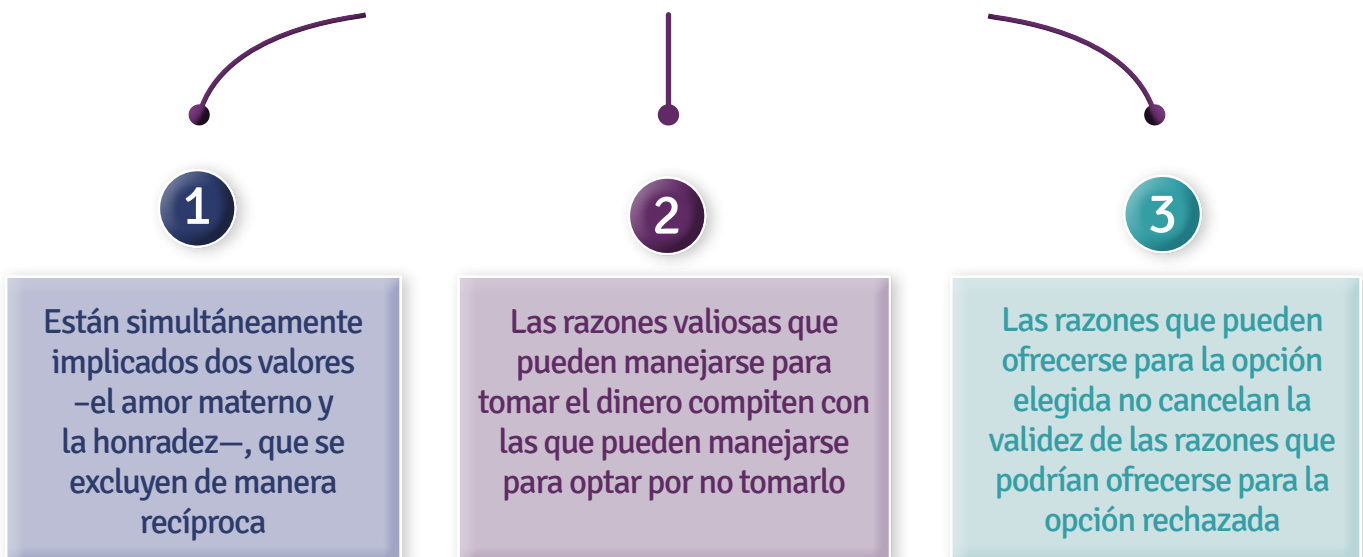 1
Están simultáneamente
implicados dos valores
–el amor materno y
la honradez—, que se
excluyen de manera
recíproca
2
Las razones valiosas que
pueden manejarse para
tomar el dinero compiten con
las que pueden manejarse
para optar por no tomarlo
3
Las razones que pueden
ofrecerse para la opción
elegida no cancelan la
validez de las razones que
podrían ofrecerse para la
opción rechazada